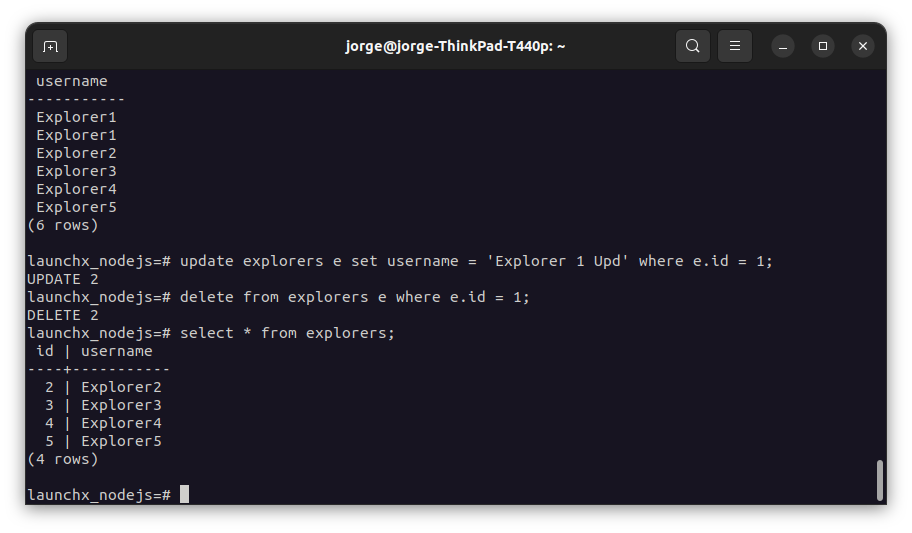 jorge@jorge-ThinkPad-T440p: ~
 username
-----------
 Explorer1
 Explorer1
 Explorer2
 Explorer3
 Explorer4
 Explorer5
(6 rows)

launchx_nodejs=# update explorers e set username = 'Explorer 1 Upd' where e.id = 1;
UPDATE 2
launchx_nodejs=# delete from explorers e where e.id = 1;
DELETE 2
launchx_nodejs=# select * from explorers;
 id | username
----+-----------
  2 | Explorer2
  3 | Explorer3
  4 | Explorer4
  5 | Explorer5
(4 rows)

launchx_nodejs=#